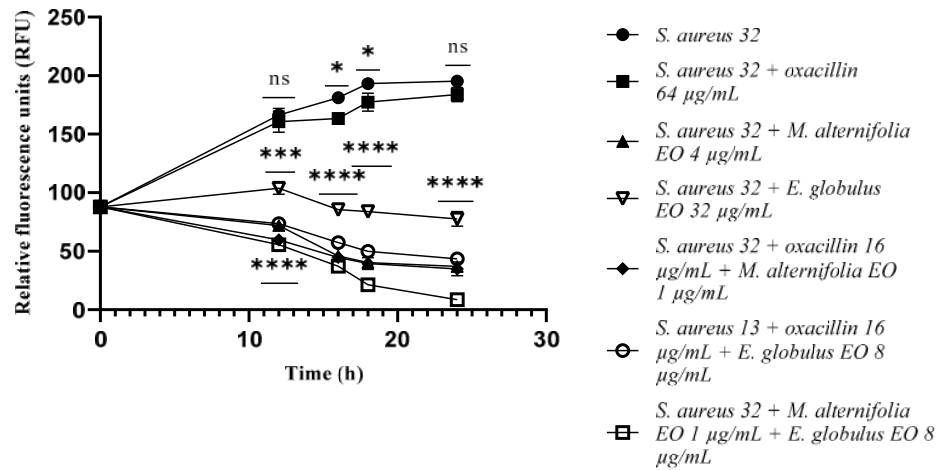 250
200
150
100
50
0
Relative fluorescence units (RFU)
ns
*
*
ns
***
****
****
****
****
0
10
20
30
Time (h)
S. aureus 32
S. aureus 32 + oxacillin
64 µg/mL
S. aureus 32 + M. alternifolia
EO 4 µg/mL
S. aureus 32 + E. globulus
EO 32 µg/mL
S. aureus 32 + oxacillin 16
µg/mL + M. alternifolia EO
1 µg/mL
S. aureus 13 + oxacillin 16
µg/mL + E. globulus EO 8
µg/mL
S. aureus 32 + M. alternifolia
EO 1 µg/mL + E. globulus EO 8
µg/mL